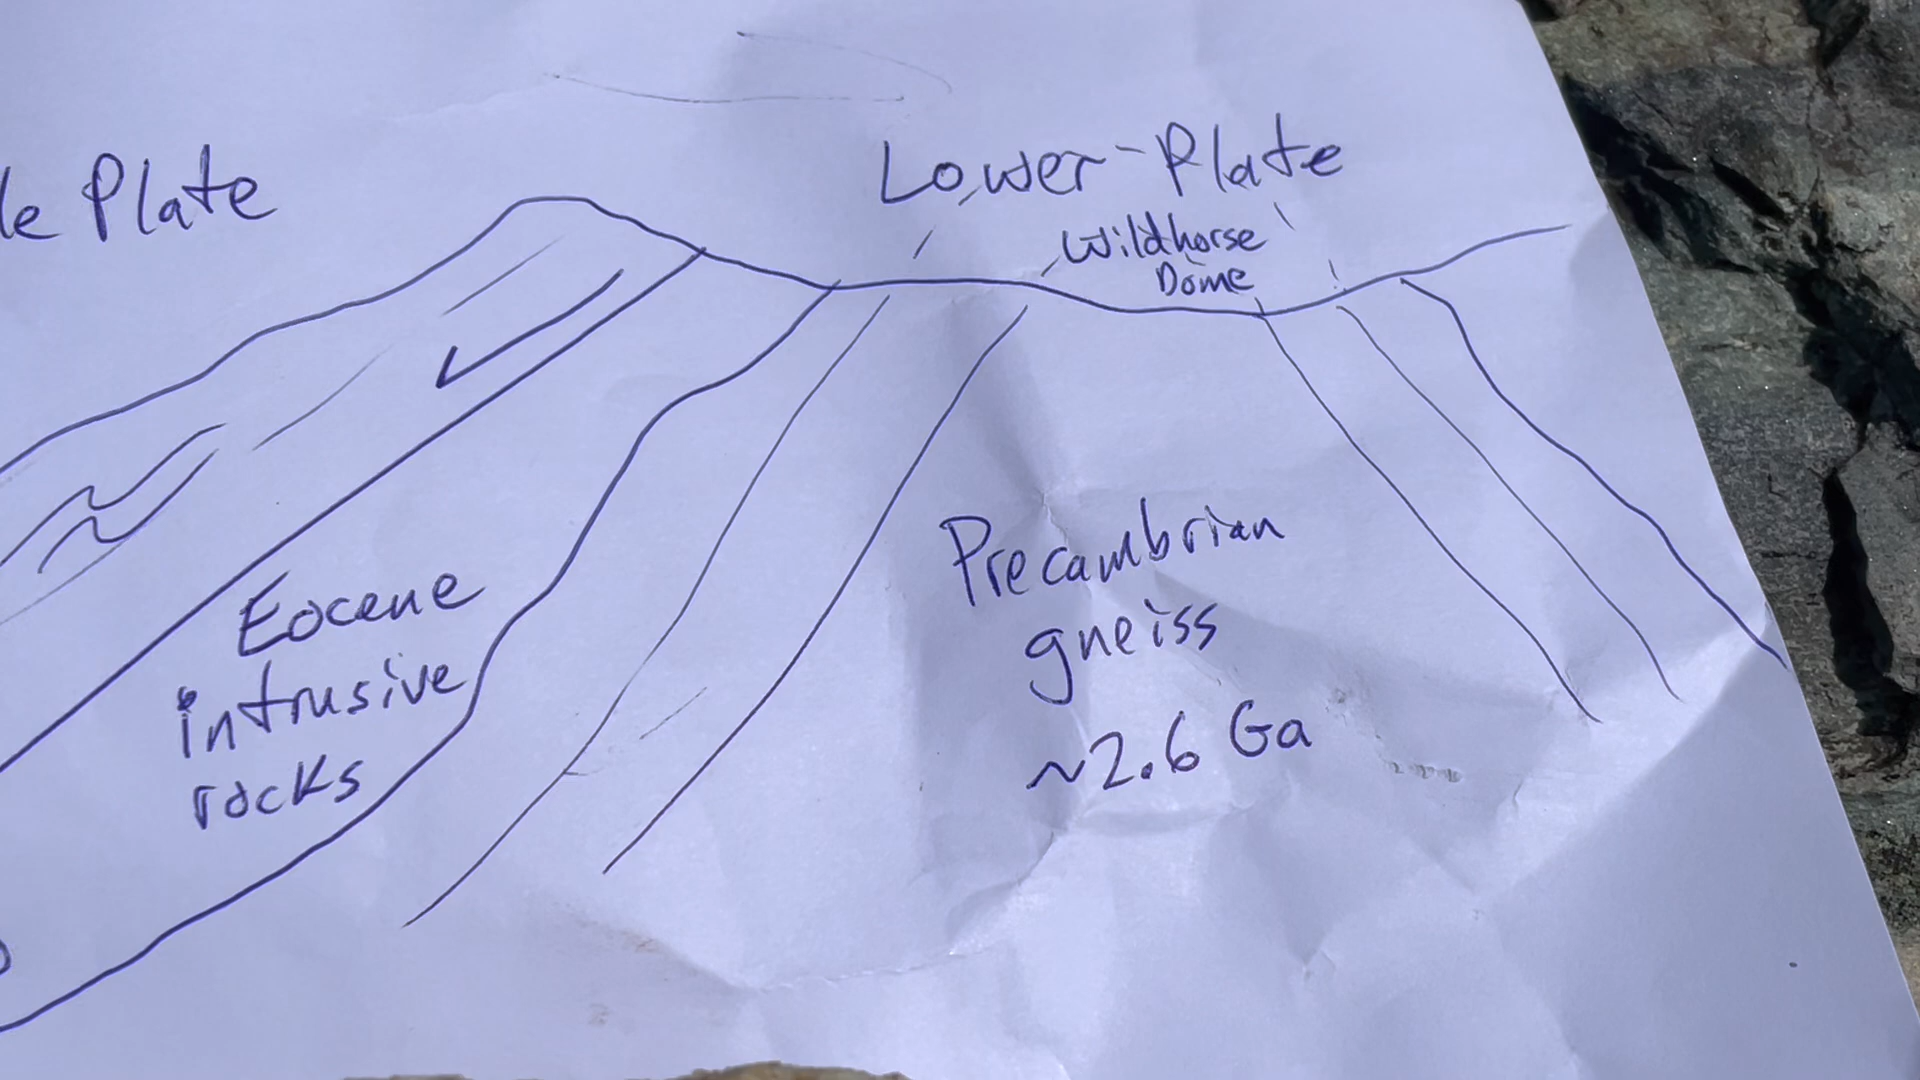 le Plate
Lower-Plate
Wildhorse
Dome
Eocene
intrusive
rocks
Precambrian
gneiss
~2.6 Ga